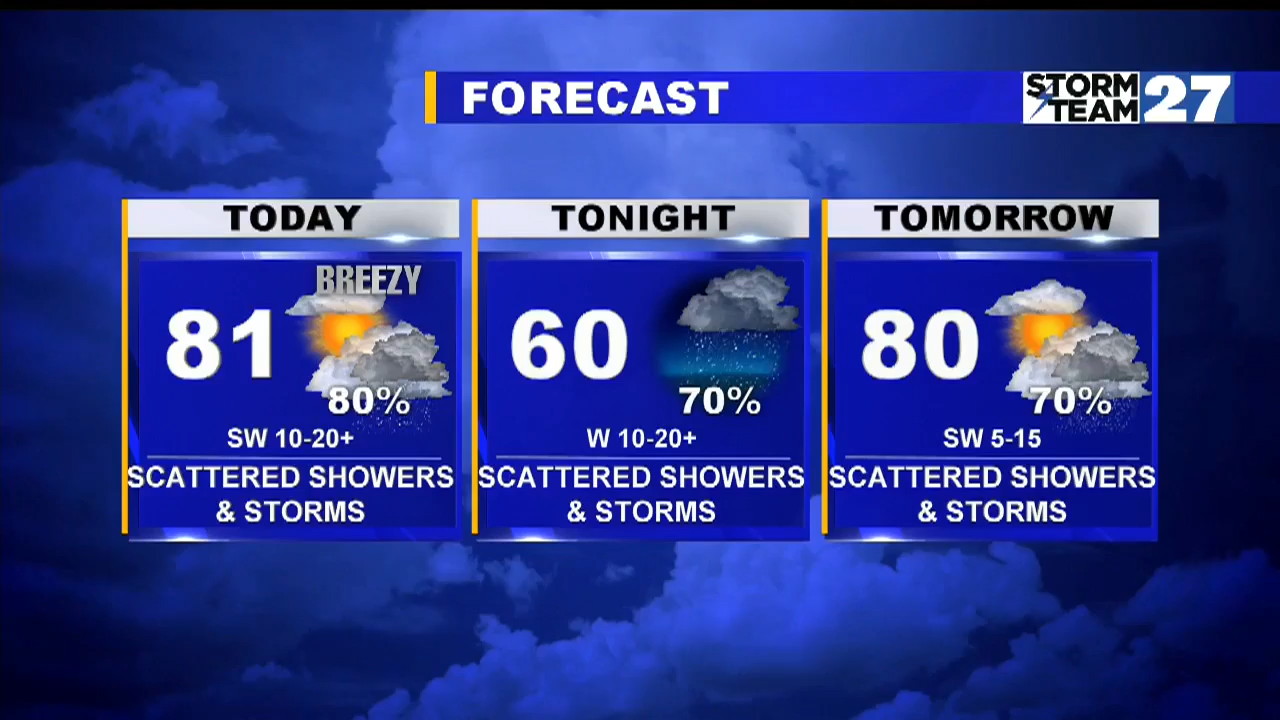 FORECAST
STORM
TEAM
27
TODAY
BREEZY
81
80%
SW 10-20+
SCATTERED SHOWERS
& STORMS
TONIGHT
60
70%
W 10-20+
SCATTERED SHOWERS
& STORMS
TOMORROW
80
70%
SW 5-15
SCATTERED SHOWERS
& STORMS